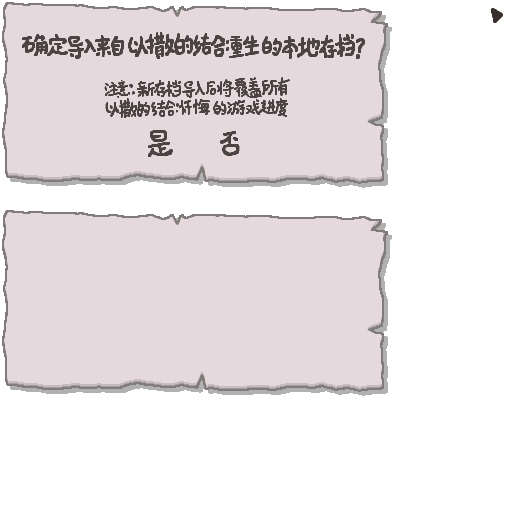 确定导入来自以撒的结合:重生的本地存档?
注意:新存档导入后将覆盖所有
以撒的结合:忏悔的游戏进度
是 否